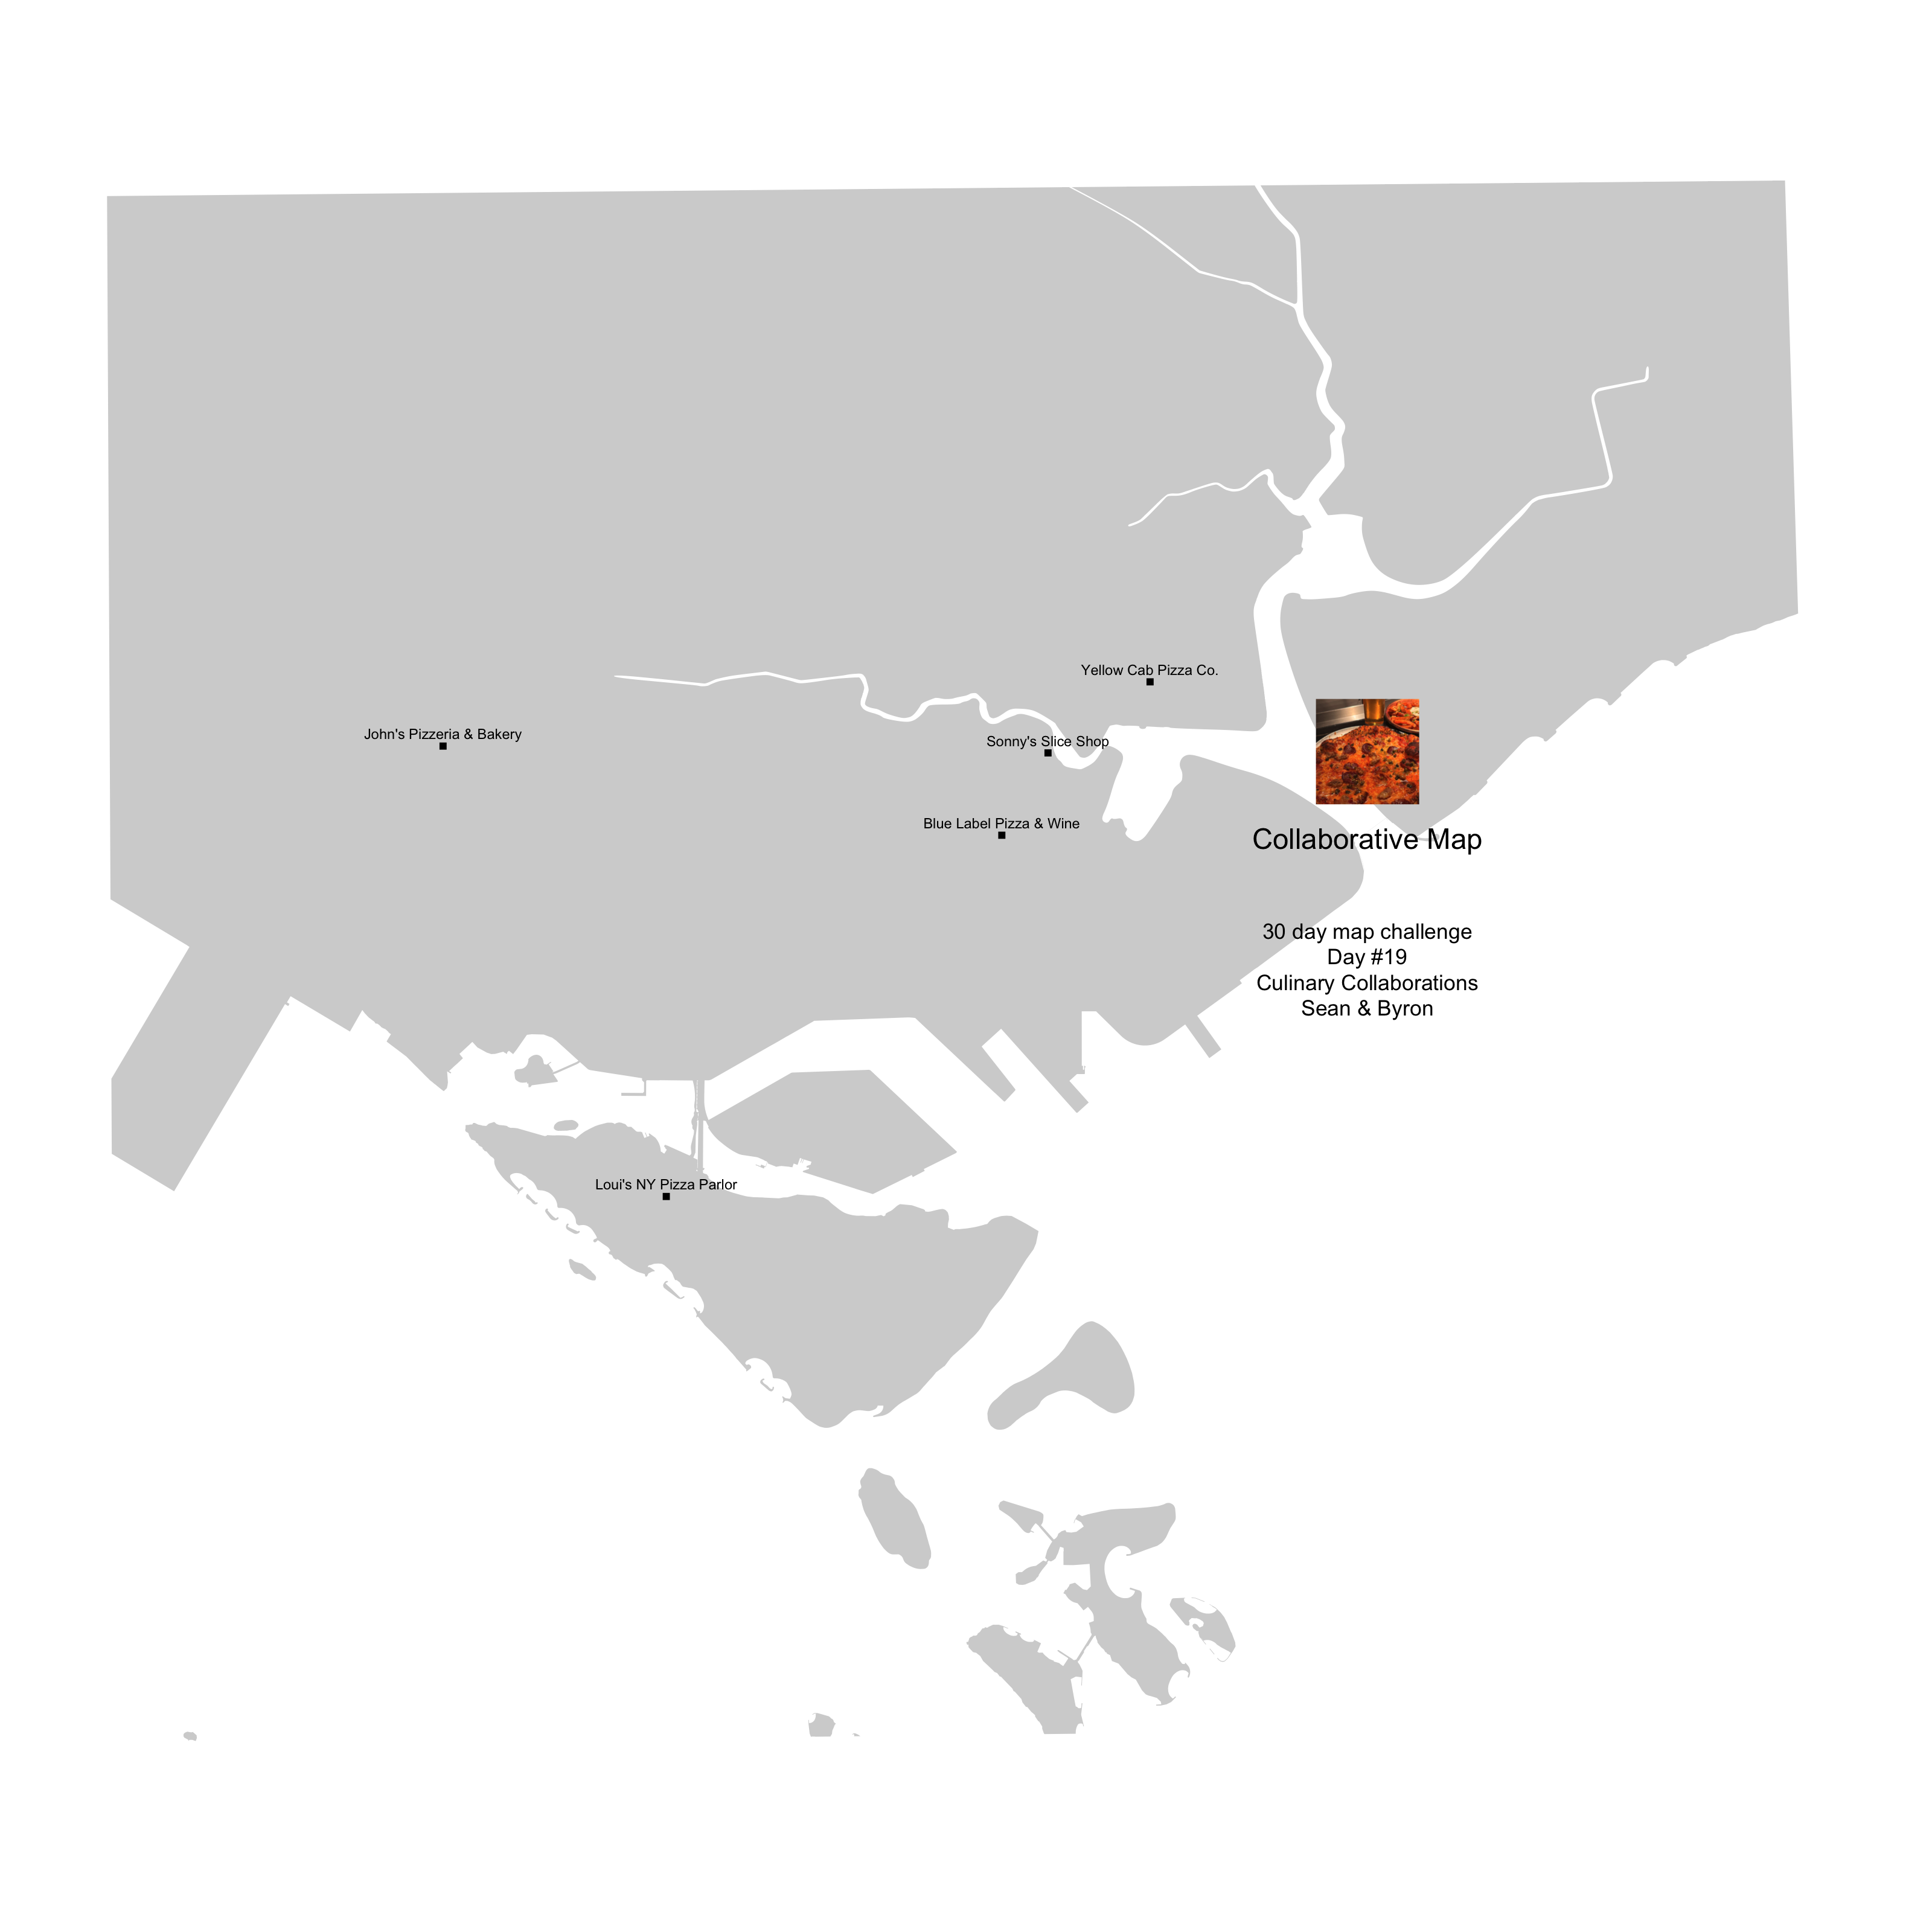 Yellow Cab Pizza Co.
John's Pizzeria & Bakery
Sonny's Slice Shop
Blue Label Pizza & Wine
Collaborative Map
30 day map challenge
Day #19
Culinary Collaborations
Sean & Byron
Loui's NY Pizza Parlor